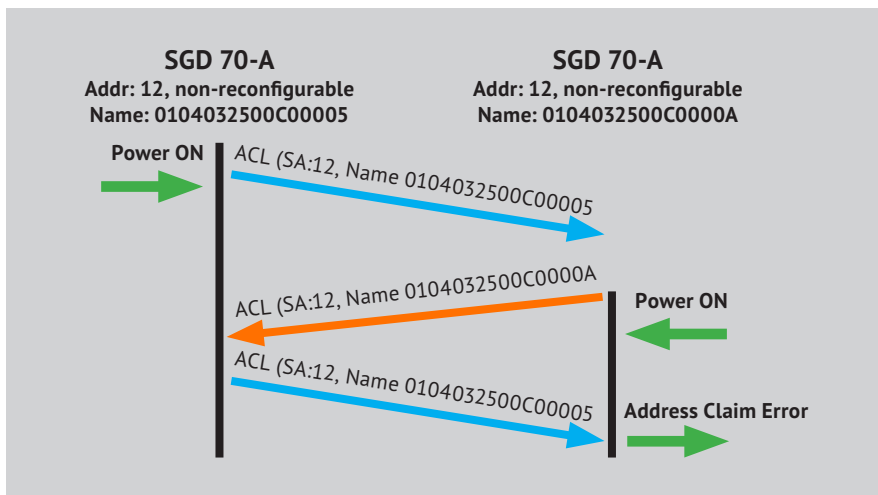 SGD 70-A
Addr: 12, non-reconfigurable
Name: 0104032500C00005
SGD 70-A
Addr: 12, non-reconfigurable
Name: 0104032500C0000A
Power ON
ACL (SA:12, Name 0104032500C00005
ACL (SA:12, Name 0104032500C0000A
Power ON
ACL (SA:12, Name 0104032500C00005
Address Claim Error